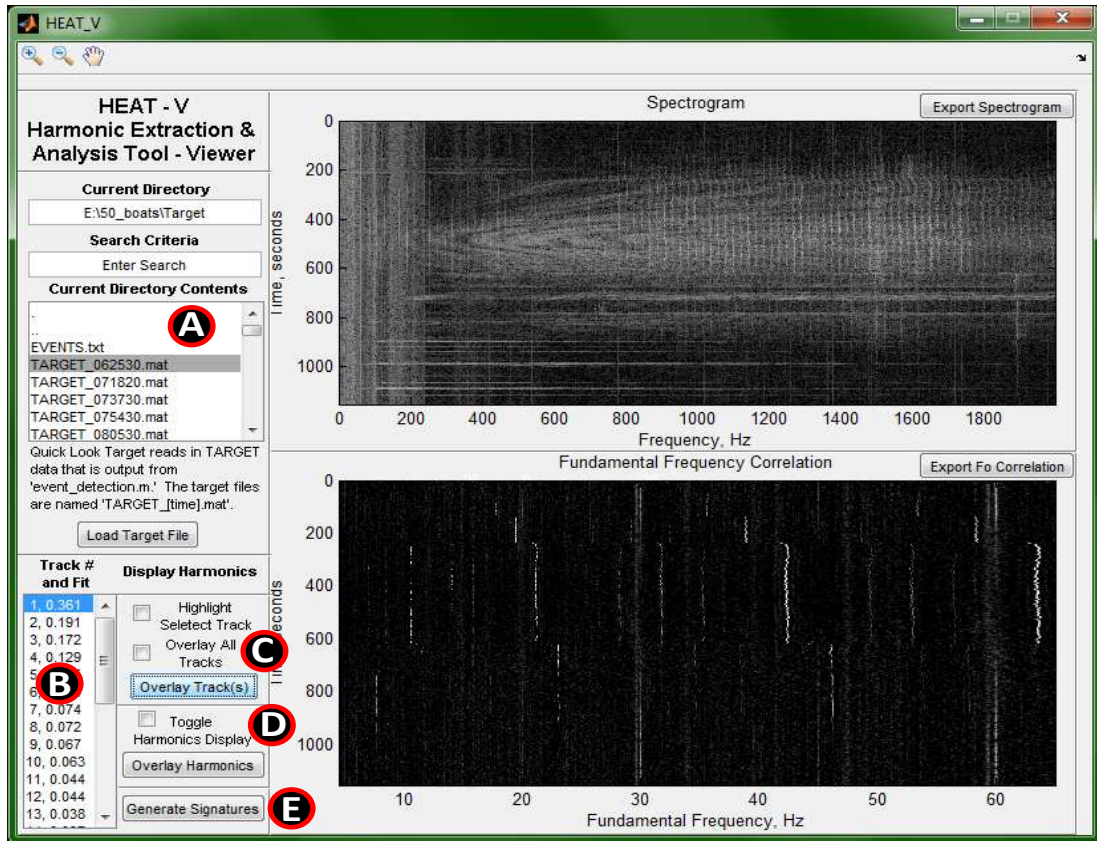 HEAT_V
HEAT - V
Harmonic Extraction &
Analysis Tool - Viewer
Current Directory
E:\50_boats\Target
Search Criteria
Enter Search
Current Directory Contents
.
..
EVENTS.txt
TARGET_062530.mat
TARGET_071820.mat
TARGET_073730.mat
TARGET_075430.mat
TARGET_080530.mat
A
Quick Look Target reads in TARGET
data that is output from
'event_detection.m.' The target files
are named 'TARGET_[time].mat'.
Load Target File
Track #
and Fit
1, 0.361
2, 0.191
3, 0.172
4, 0.129
7, 0.074
8, 0.072
9, 0.067
10, 0.063
11, 0.044
12, 0.044
13, 0.038
B
Display Harmonics
Highlight
Seletect Track
Overlay All
Tracks
C
Overlay Track(s)
Toggle
Harmonics Display
D
Overlay Harmonics
Generate Signatures
E
Spectrogram
Export Spectrogram
Time, seconds
0
200
400
600
800
1000
0 200 400 600 800 1000 1200 1400 1600 1800
Frequency, Hz
Fundamental Frequency Correlation
Export Fo Correlation
0
200
400
600
800
1000
10 20 30 40 50 60
Fundamental Frequency, Hz